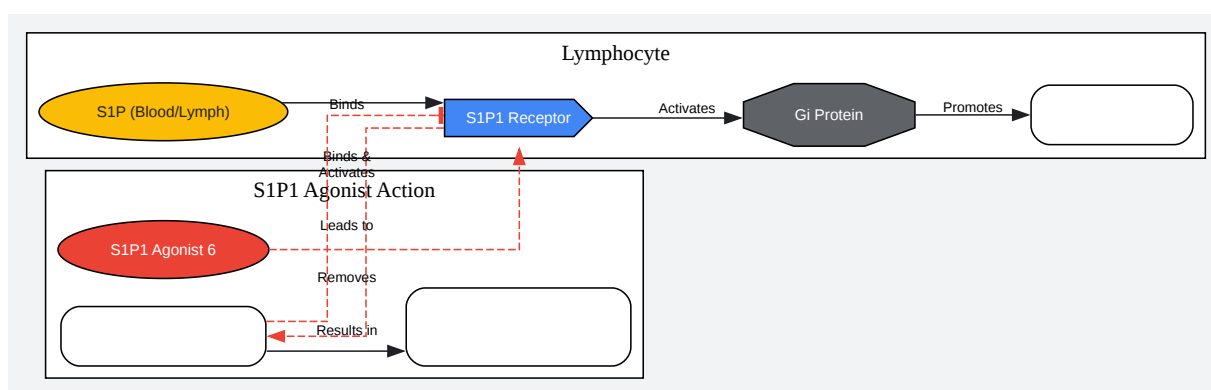 Lymphocyte
S1P (Blood/Lymph)
Binds
S1P1 Receptor
Activates
Gi Protein
Promotes
Binds &
Activates
S1P1 Agonist Action
Leads to
S1P1 Agonist 6
Removes
Results in